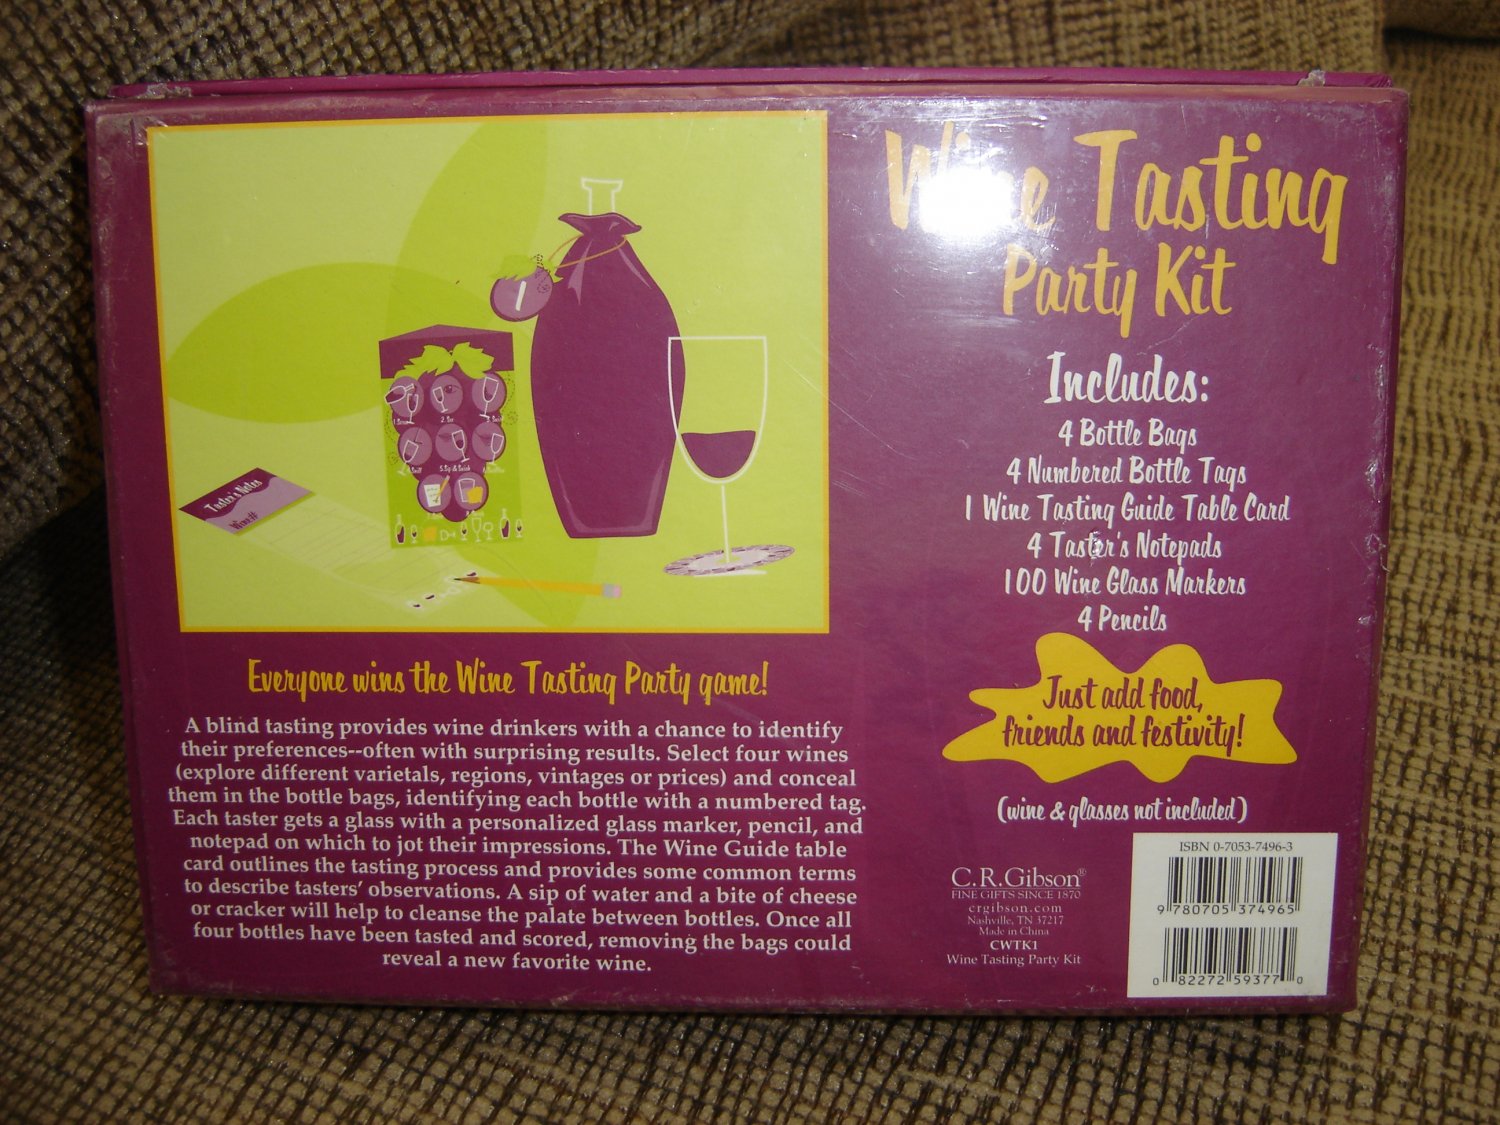 Wine Tasting
Party Kit
Includes:
4 Bottle Bags
4 Numbered Bottle Tags
1 Wine Tasting Guide Table Card
4 Taster's Notepads
100 Wine Glass Markers
4 Pencils
Just add food,
friends and festivity!
(wine & glasses not included)
1
Taster's Notes
Wine#
Everyone wins the Wine Tasting Party game!
A blind tasting provides wine drinkers with a chance to identify
their preferences--often with surprising results. Select four wines
(explore different varietals, regions, vintages or prices) and conceal
them in the bottle bags, identifying each bottle with a numbered tag.
Each taster gets a glass with a personalized glass marker, pencil, and
notepad on which to jot their impressions. The Wine Guide table
card outlines the tasting process and provides some common terms
to describe tasters' observations. A sip of water and a bite of cheese
or cracker will help to cleanse the palate between bottles. Once all
four bottles have been tasted and scored, removing the bags could
reveal a new favorite wine.
C.R.Gibson®
FINE GIFTS SINCE 1870
crgibson.com
Nashville, TN 37217
Made in China
CWTK1
Wine Tasting Party Kit
ISBN 0-7053-7496-3
9 780705 374965
0 82272 59377 0